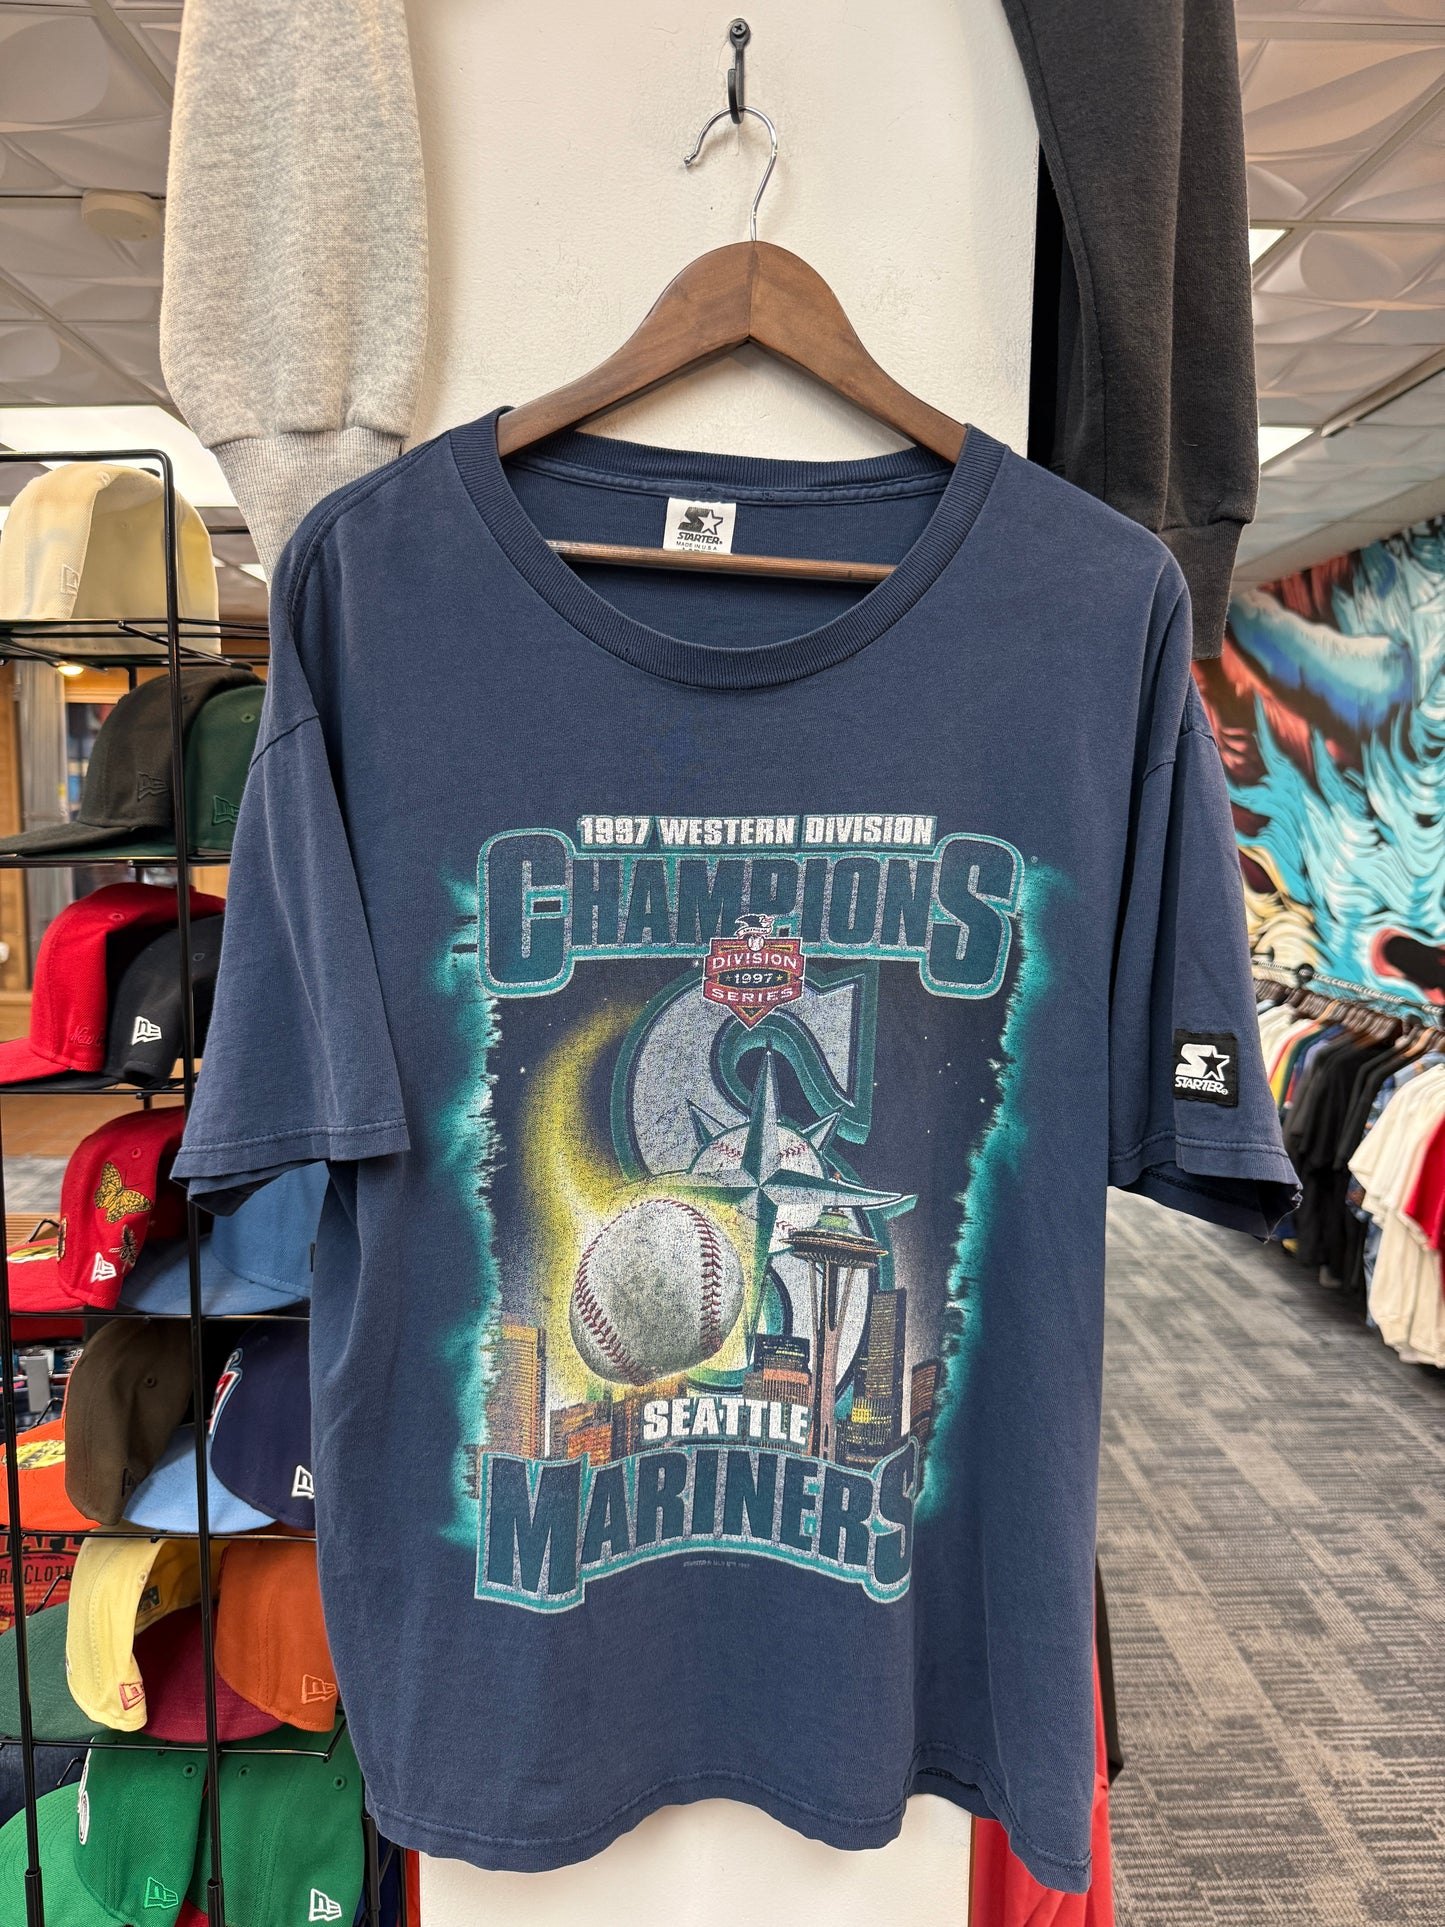 STARTER®
MADE IN U.S.A
1997 WESTERN DIVISION
CHAMPIONS
DIVISION
1997
SERIES
STARTER®
SEATTLE
MARINERS